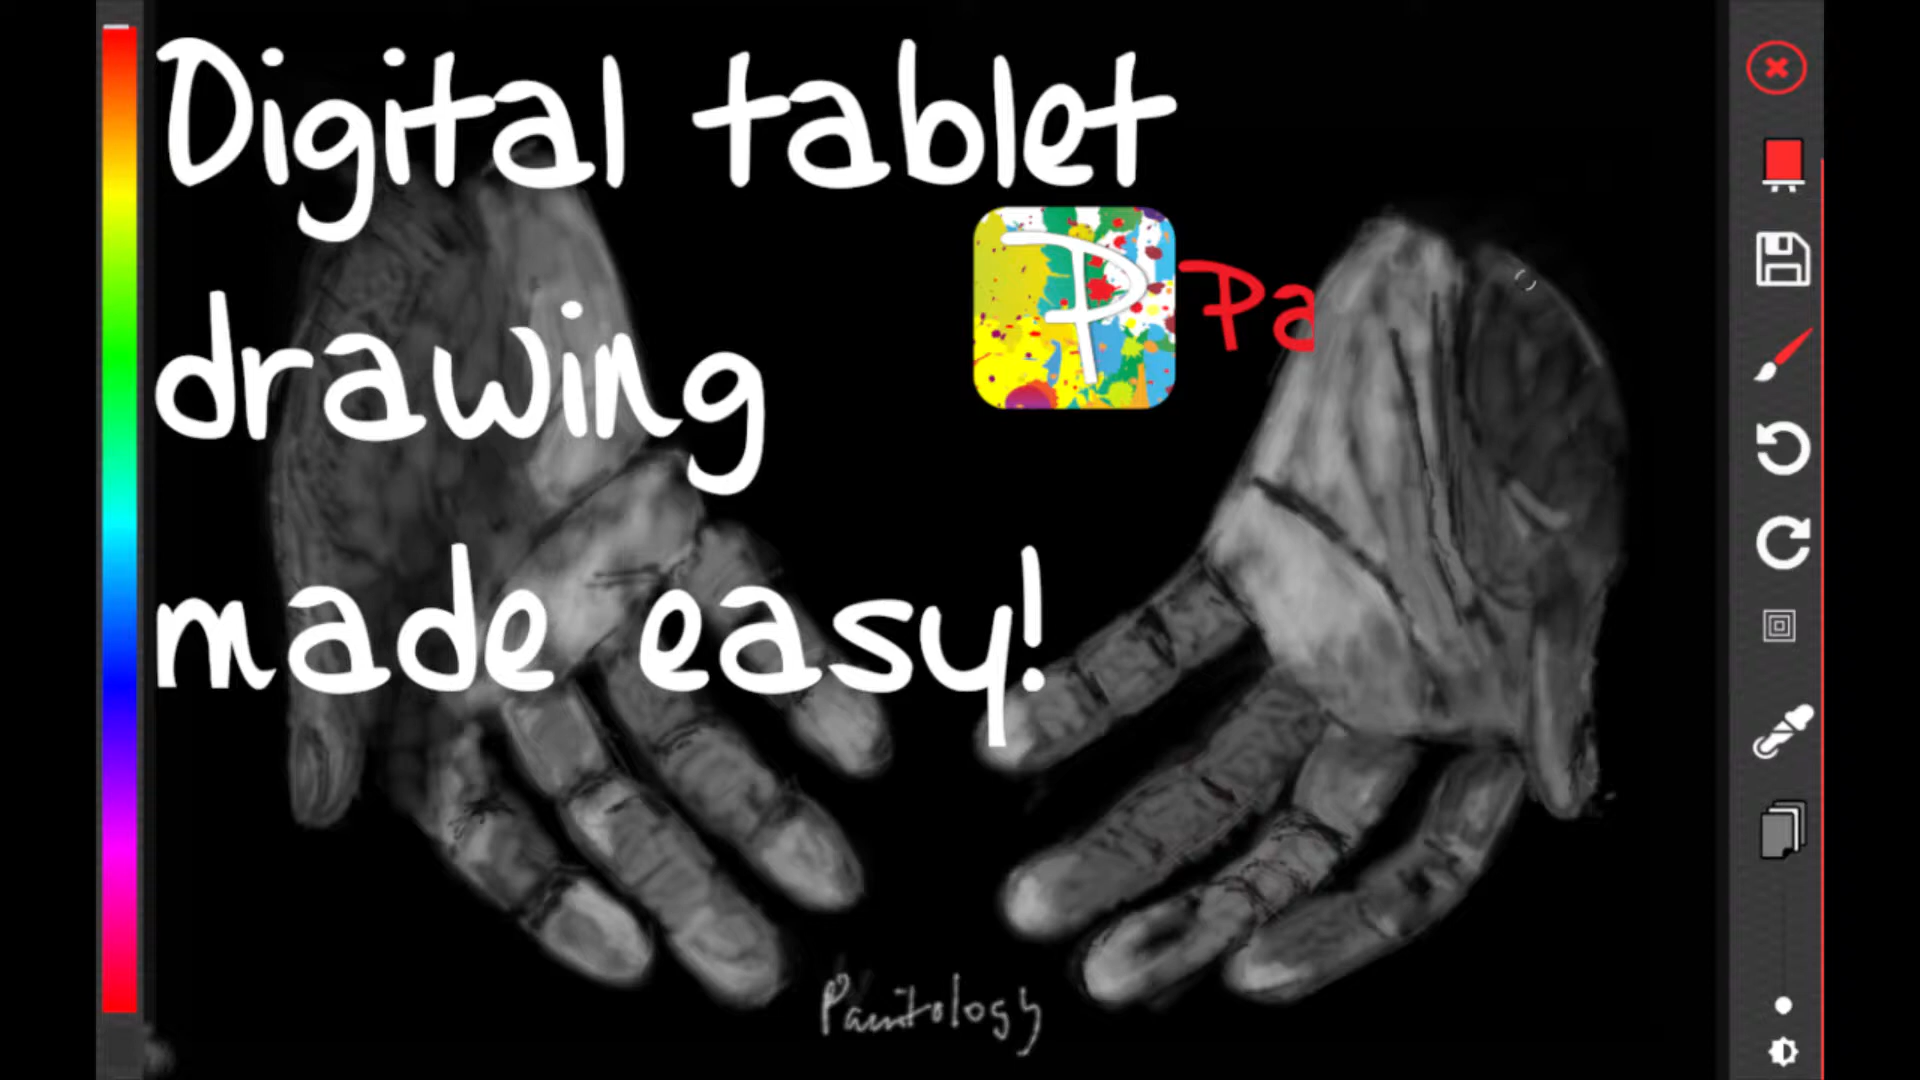 Digital tablet
P Pa
drawing
made easy!
Paintology